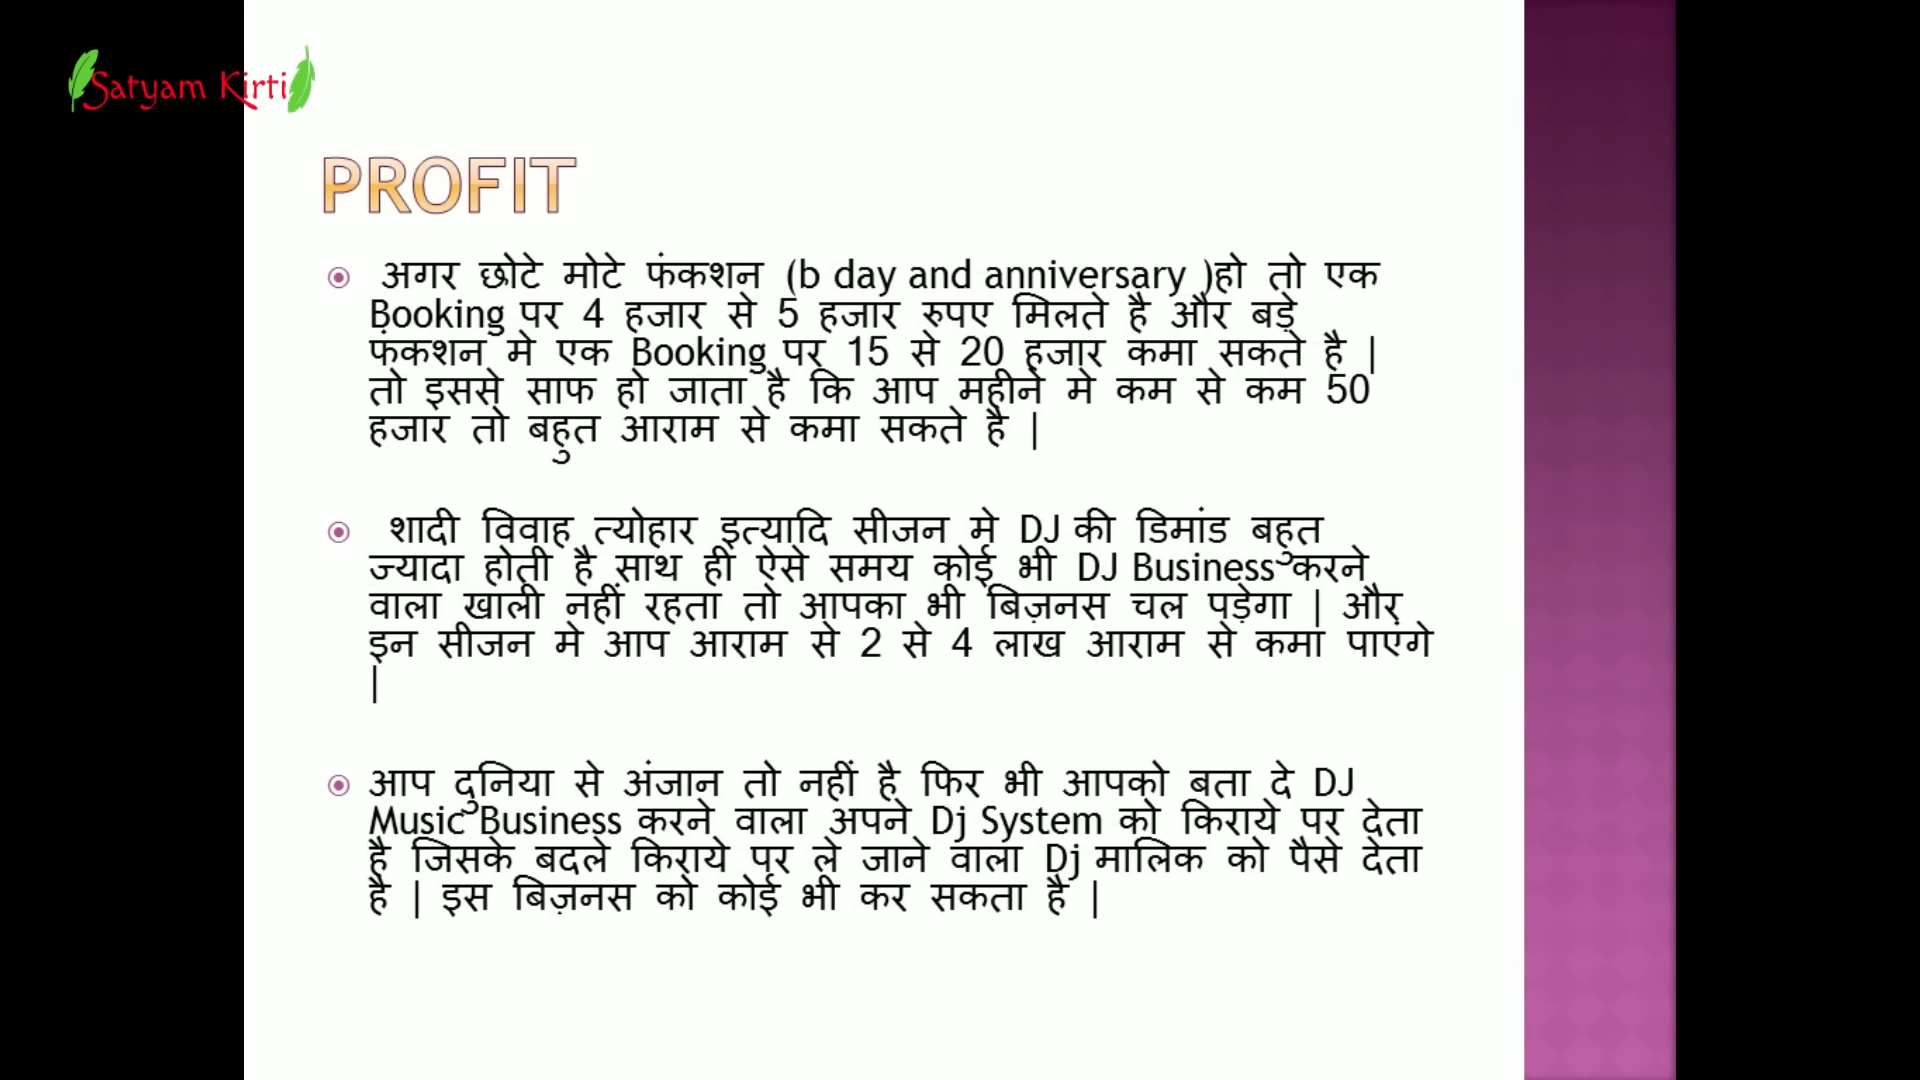 Satyam Kirti
PROFIT
अगर छोटे मोटे फंकशन (b day and anniversary )हो तो एक
Booking पर 4 हजार से 5 हजार रुपए मिलते है और बड़े
फंकशन मे एक Booking पर 15 से 20 हजार कमा सकते है |
तो इससे साफ हो जाता है कि आप महीने मे कम से कम 50
हजार तो बहुत आराम से कमा सकते है |
शादी विवाह त्योहार इत्यादि सीजन मे DJ की डिमांड बहुत
ज्यादा होती है साथ ही ऐसे समय कोई भी DJ Business करने
वाला खाली नहीं रहता तो आपका भी बिज़नस चल पड़ेगा | और
इन सीजन मे आप आराम से 2 से 4 लाख आराम से कमा पाएंगे
|
आप दुनिया से अंजान तो नहीं है फिर भी आपको बता दे DJ
Music Business करने वाला अपने Dj System को किराये पर देता
है जिसके बदले किराये पर ले जाने वाला Dj मालिक को पैसे देता
है | इस बिज़नस को कोई भी कर सकता है |